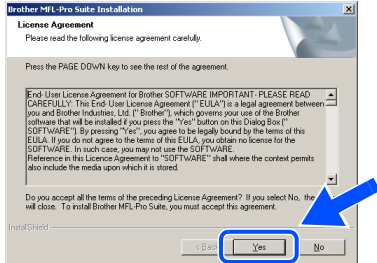 Brother MFL-Pro Suite Installation
License Agreement
Please read the following license agreement carefully.
Press the PAGE DOWN key to see the rest of the agreement.
End- User License Agreement for Brother SOFTWARE IMPORTANT- PLEASE READ
CAREFULLY: This End- User License Agreement (" EULA") is a legal agreement between
you and Brother Industries, Ltd. (" Brother"), which governs your use of the Brother
software that will be installed if you press the "Yes" button on this Dialog Box ("
SOFTWARE"). By pressing "Yes", you agree to be legally bound by the terms of this
EULA. If you do not agree to the terms of this EULA, you obtain no license for the
SOFTWARE. In such case, you may not use the SOFTWARE.
Reference in this Licence Agreement to "SOFTWARE" shall where the context permits
also include the media upon which it is stored.
Do you accept all the terms of the preceding License Agreement? If you select No, the
will close. To install Brother MFL-Pro Suite, you must accept this agreement.
InstallShield
< Back
Yes
No